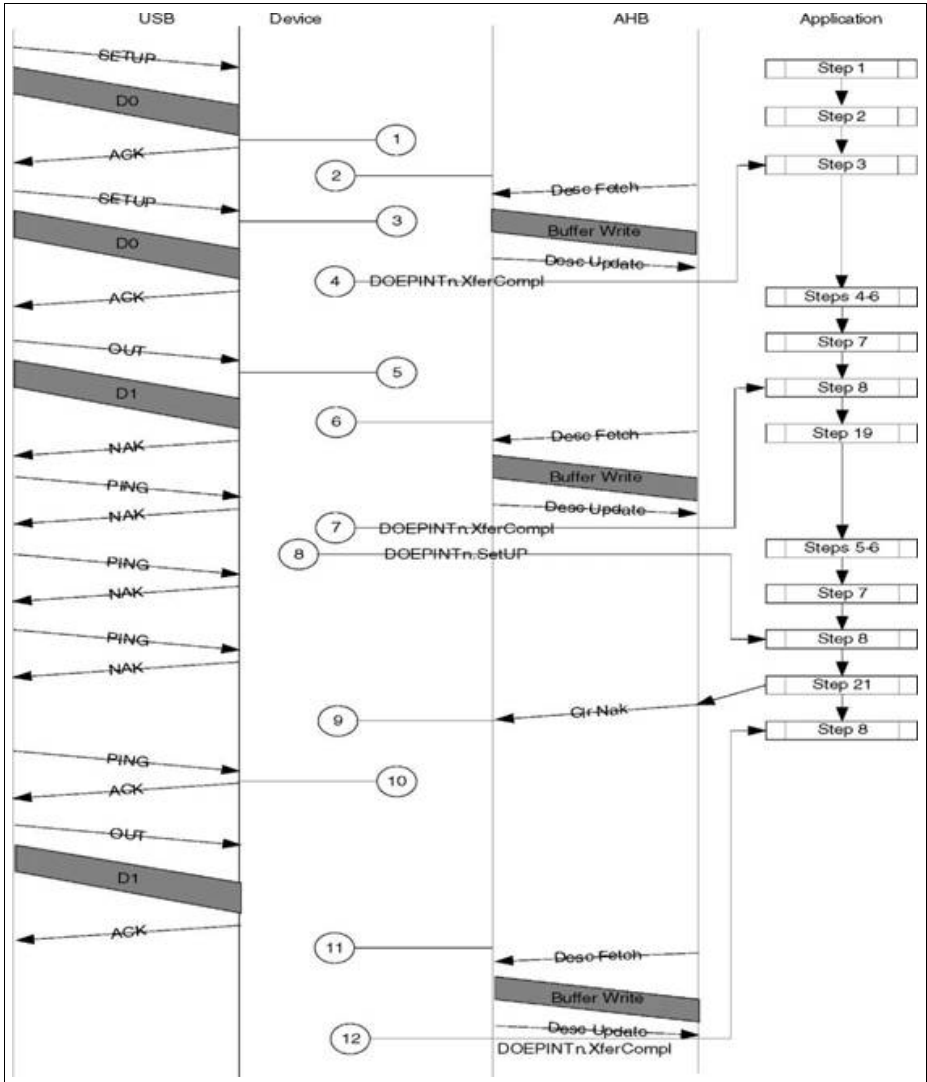 USB Device AHB Application
SETUP
D0
ACK
SETUP
D0
ACK
OUT
D1
NAK
PING
NAK
PING
NAK
PING
NAK
PING
ACK
OUT
D1
ACK
1
2
3
4
DOEPINTn.XferCompl
5
6
7
DOEPINTn.XferCompl
8
DOEPINTn.SetUP
9
10
11
12
DOEPINTn.XferCompl
Desc Fetch
Buffer Write
Desc Update
Desc Fetch
Buffer Write
Desc Update
Clr Nak
Desc Fetch
Buffer Write
Desc Update
Step 1
Step 2
Step 3
Steps 4-6
Step 7
Step 8
Step 19
Steps 5-6
Step 7
Step 8
Step 21
Step 8